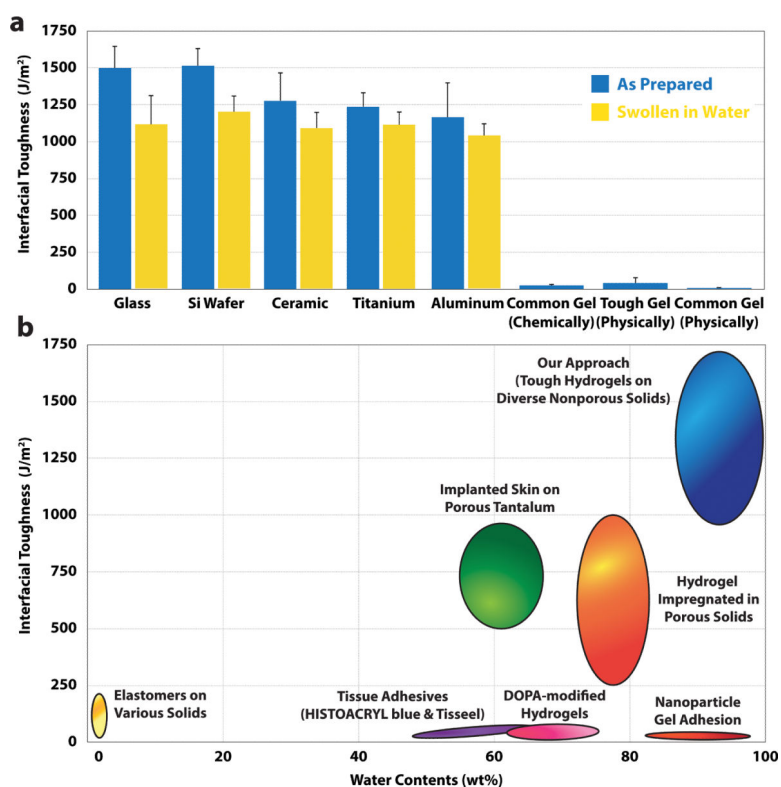 a
Interfacial Toughness (J/m²)
1750
1500
1250
1000
750
500
250
0
As Prepared
Swollen in Water
Glass
Si Wafer
Ceramic
Titanium
Aluminum
Common Gel
(Chemically)
Tough Gel
(Physically)
Common Gel
(Physically)
b
Interfacial Toughness (J/m²)
1750
1500
1250
1000
750
500
250
0
Our Approach
(Tough Hydrogels on
Diverse Nonporous Solids)
Implanted Skin on
Porous Tantalum
Hydrogel
Impregnated in
Porous Solids
Elastomers on
Various Solids
Tissue Adhesives
(HISTOACRYL blue & Tisseel)
DOPA-modified
Hydrogels
Nanoparticle
Gel Adhesion
0
20
40
60
80
100
Water Contents (wt%)